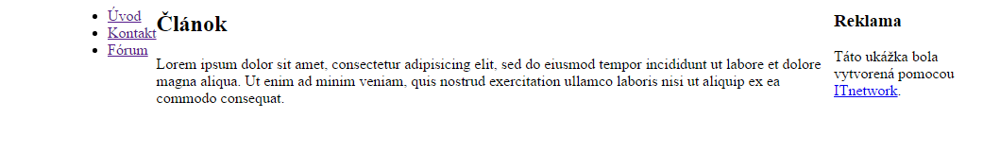 Úvod
Kontakt
Fórum
Článok
Lorem ipsum dolor sit amet, consectetur adipisicing elit, sed do eiusmod tempor incididunt ut labore et dolore
magna aliqua. Ut enim ad minim veniam, quis nostrud exercitation ullamco laboris nisi ut aliquip ex ea
commodo consequat.
Reklama
Táto ukážka bola
vytvorená pomocou
ITnetwork.